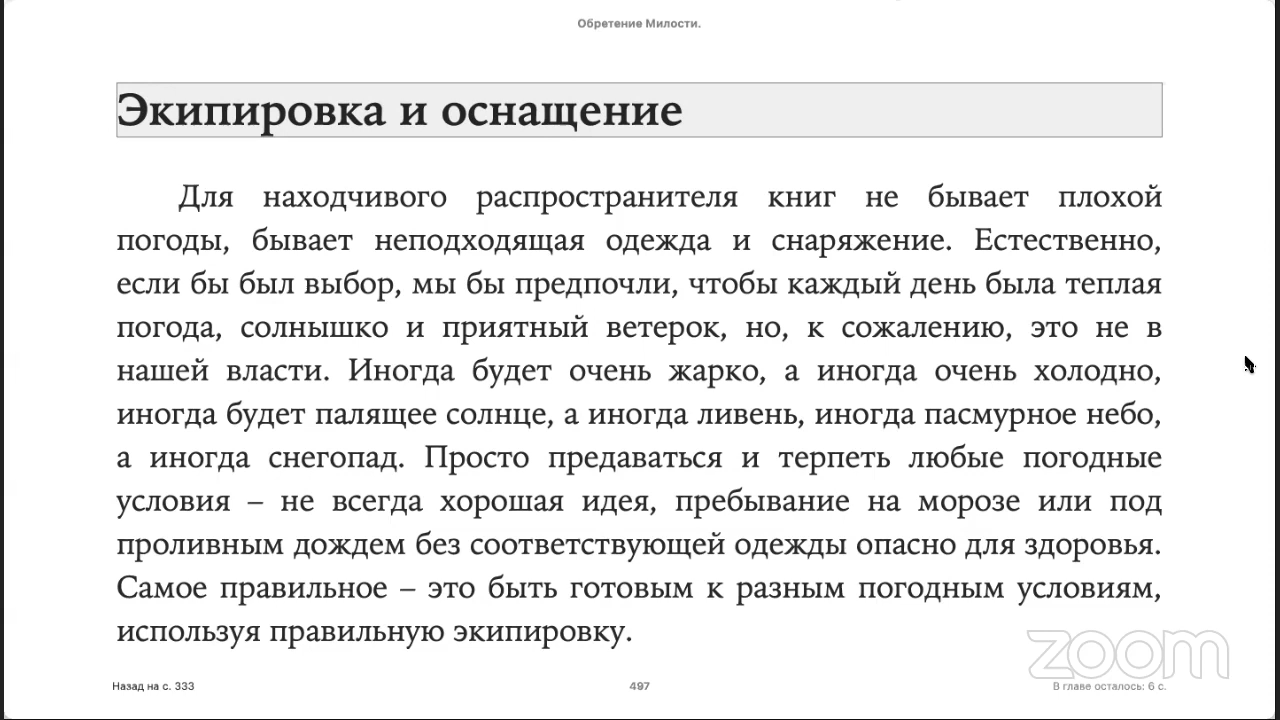 Обретение Милости.
Экипировка и оснащение
Для находчивого распространителя книг не бывает плохой
погоды, бывает неподходящая одежда и снаряжение. Естественно,
если бы был выбор, мы бы предпочли, чтобы каждый день была теплая
погода, солнышко и приятный ветерок, но, к сожалению, это не в
нашей власти. Иногда будет очень жарко, а иногда очень холодно,
иногда будет палящее солнце, а иногда ливень, иногда пасмурное небо,
а иногда снегопад. Просто предаваться и терпеть любые погодные
условия – не всегда хорошая идея, пребывание на морозе или под
проливным дождем без соответствующей одежды опасно для здоровья.
Самое правильное – это быть готовым к разным погодным условиям,
используя правильную экипировку.
zoom
Назад на с. 333
497
В главе осталось: 6 с.